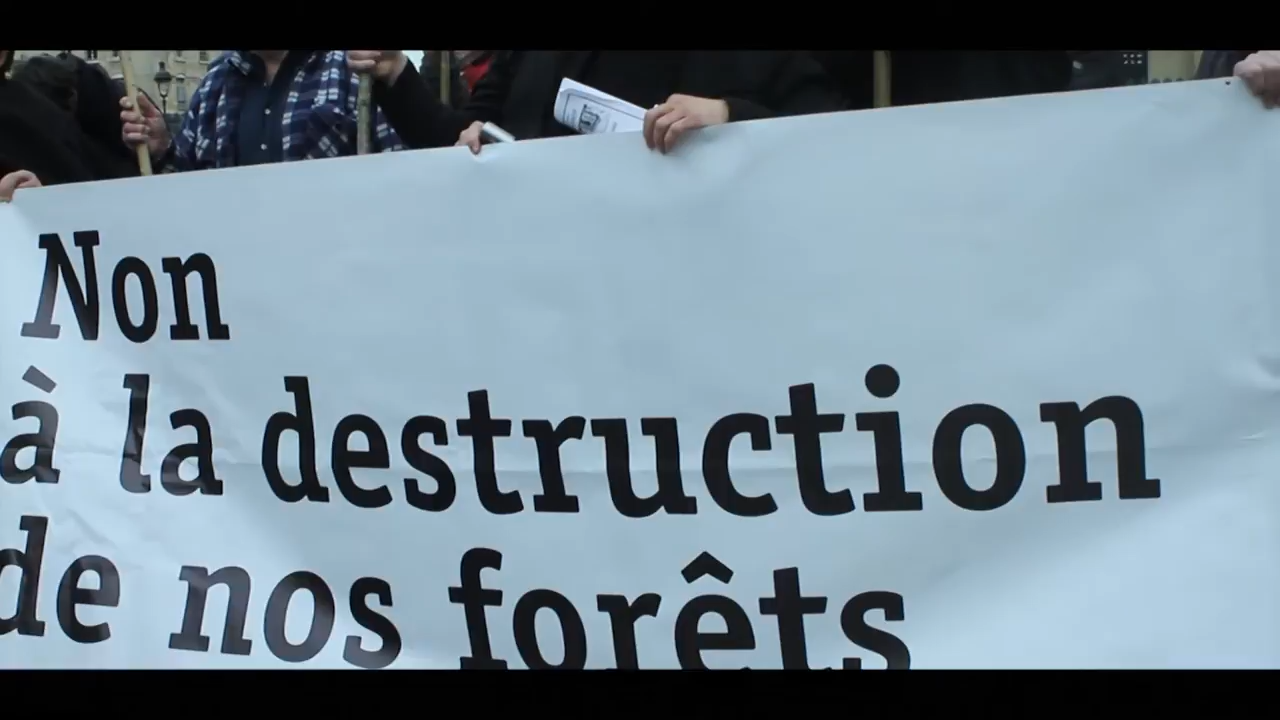 Non
à la destruction
de nos forêts